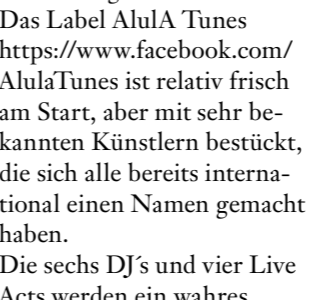 Das Label AlulA Tunes
https://www.facebook.com/
AlulaTunes ist relativ frisch
am Start, aber mit sehr be-
kannten Künstlern bestückt,
die sich alle bereits interna-
tional einen Namen gemacht
haben.
Die sechs DJ´s und vier Live
Acts werden ein wahres